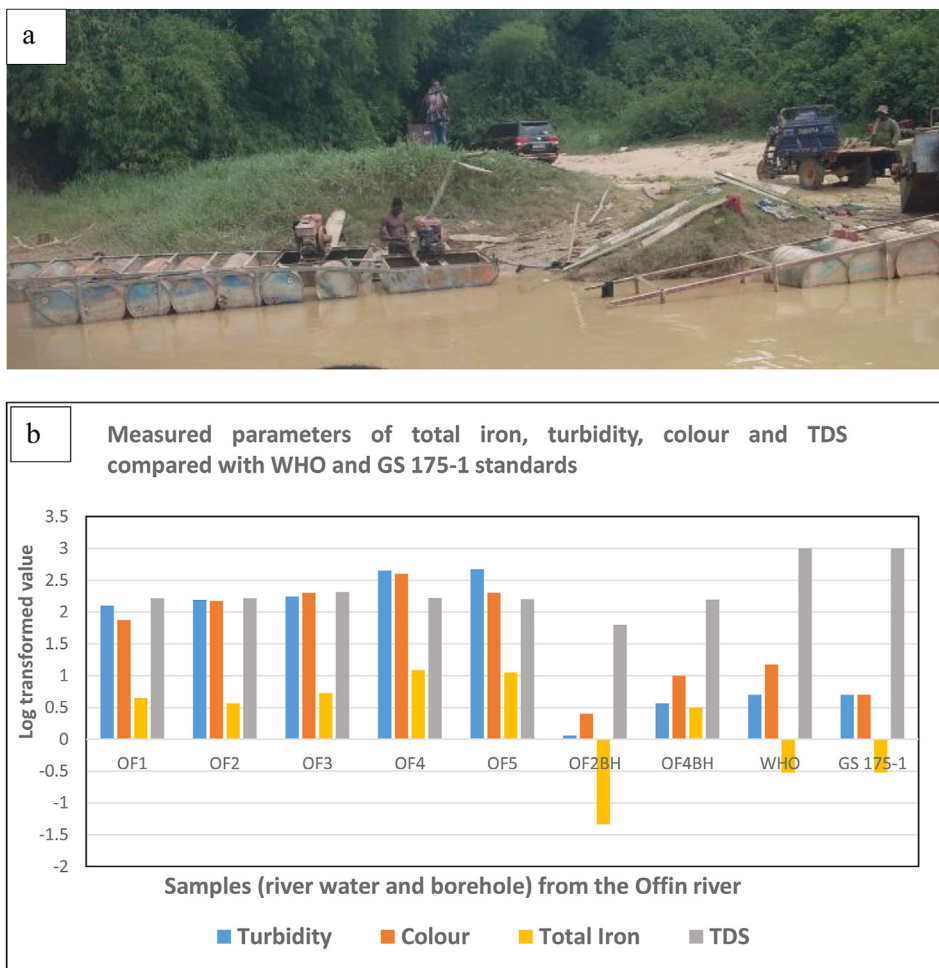 a
b
Measured parameters of total iron, turbidity, colour and TDS
compared with WHO and GS 175-1 standards
3.5
3
2.5
2
1.5
1
0.5
0
-0.5
-1
-1.5
-2
Log transformed value
OF1 OF2 OF3 OF4 OF5 OF2BH OF4BH WHO GS 175-1
Samples (river water and borehole) from the Offin river
Turbidity Colour Total Iron TDS